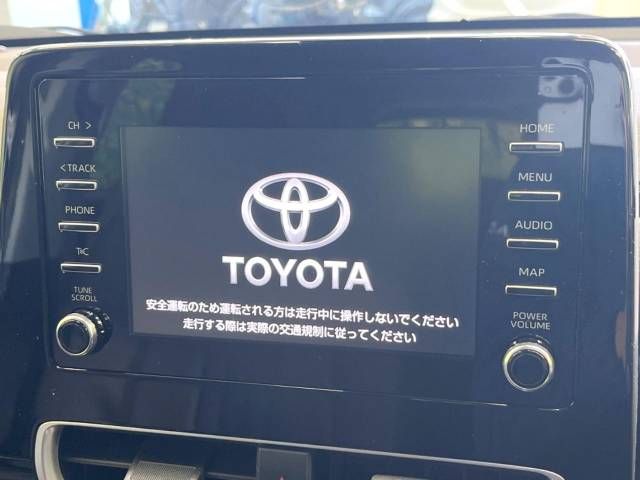 CH >
< TRACK
PHONE
T C
TUNE
SCROLL
TOYOTA
安全運転のため運転される方は走行中に操作しないでください
走行する際は実際の交通規制に従ってください
HOME
MENU
AUDIO
MAP
POWER
VOLUME